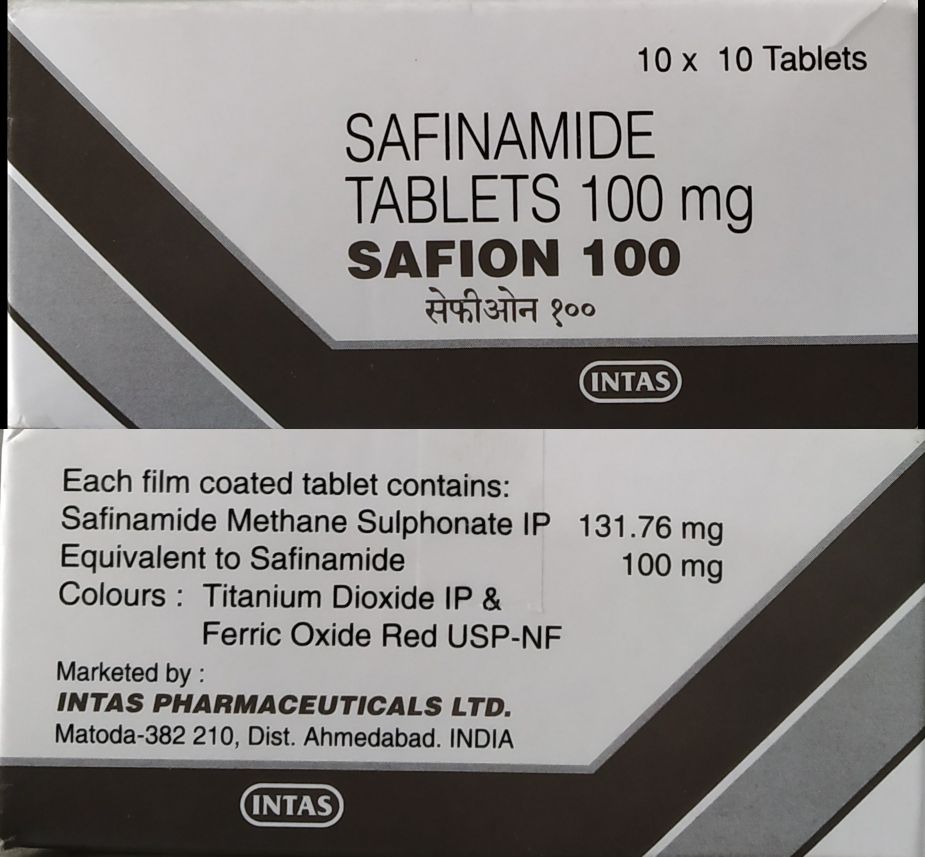 10 x 10 Tablets
SAFINAMIDE
TABLETS 100 mg
SAFION 100
सेफीओन १००
INTAS
Each film coated tablet contains:
Safinamide Methane Sulphonate IP 131.76 mg
Equivalent to Safinamide 100 mg
Colours : Titanium Dioxide IP &
Ferric Oxide Red USP-NF
Marketed by :
INTAS PHARMACEUTICALS LTD.
Matoda-382 210, Dist. Ahmedabad. INDIA
INTAS